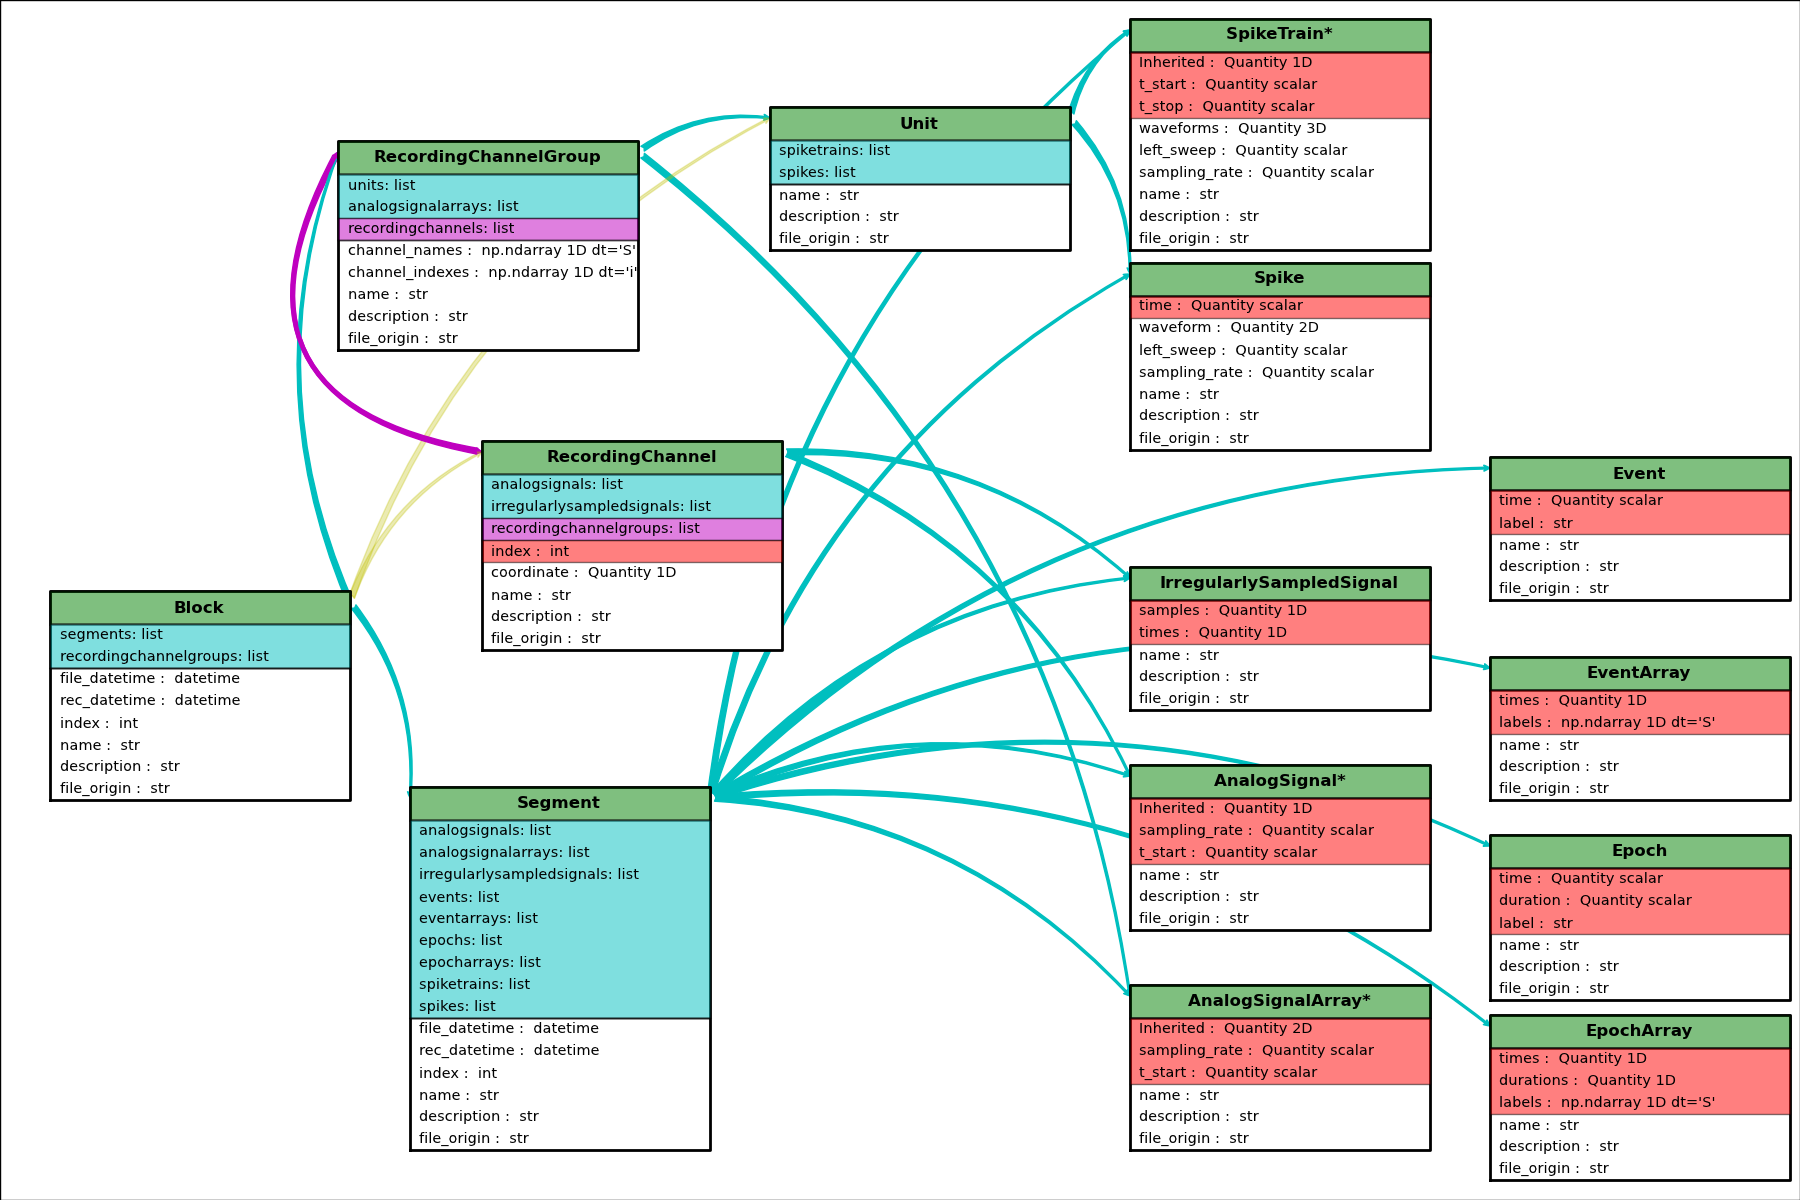 SpikeTrain*
Inherited :  Quantity 1D
t_start :  Quantity scalar
t_stop :  Quantity scalar
waveforms :  Quantity 3D
left_sweep :  Quantity scalar
sampling_rate :  Quantity scalar
name :  str
description :  str
file_origin :  str
Unit
spiketrains: list
spikes: list
name :  str
description :  str
file_origin :  str
RecordingChannelGroup
units: list
analogsignalarrays: list
recordingchannels: list
channel_names :  np.ndarray 1D dt='S'
channel_indexes :  np.ndarray 1D dt='i'
name :  str
description :  str
file_origin :  str
Spike
time :  Quantity scalar
waveform :  Quantity 2D
left_sweep :  Quantity scalar
sampling_rate :  Quantity scalar
name :  str
description :  str
file_origin :  str
RecordingChannel
analogsignals: list
irregularlysampledsignals: list
recordingchannelgroups: list
index :  int
coordinate :  Quantity 1D
name :  str
description :  str
file_origin :  str
Event
time :  Quantity scalar
label :  str
name :  str
description :  str
file_origin :  str
Block
segments: list
recordingchannelgroups: list
file_datetime :  datetime
rec_datetime :  datetime
index :  int
name :  str
description :  str
file_origin :  str
IrregularlySampledSignal
samples :  Quantity 1D
times :  Quantity 1D
name :  str
description :  str
file_origin :  str
EventArray
times :  Quantity 1D
labels :  np.ndarray 1D dt='S'
name :  str
description :  str
file_origin :  str
Segment
analogsignals: list
analogsignalarrays: list
irregularlysampledsignals: list
events: list
eventarrays: list
epochs: list
epocharrays: list
spiketrains: list
spikes: list
file_datetime :  datetime
rec_datetime :  datetime
index :  int
name :  str
description :  str
file_origin :  str
AnalogSignal*
Inherited :  Quantity 1D
sampling_rate :  Quantity scalar
t_start :  Quantity scalar
name :  str
description :  str
file_origin :  str
Epoch
time :  Quantity scalar
duration :  Quantity scalar
label :  str
name :  str
description :  str
file_origin :  str
AnalogSignalArray*
Inherited :  Quantity 2D
sampling_rate :  Quantity scalar
t_start :  Quantity scalar
name :  str
description :  str
file_origin :  str
EpochArray
times :  Quantity 1D
durations :  Quantity 1D
labels :  np.ndarray 1D dt='S'
name :  str
description :  str
file_origin :  str